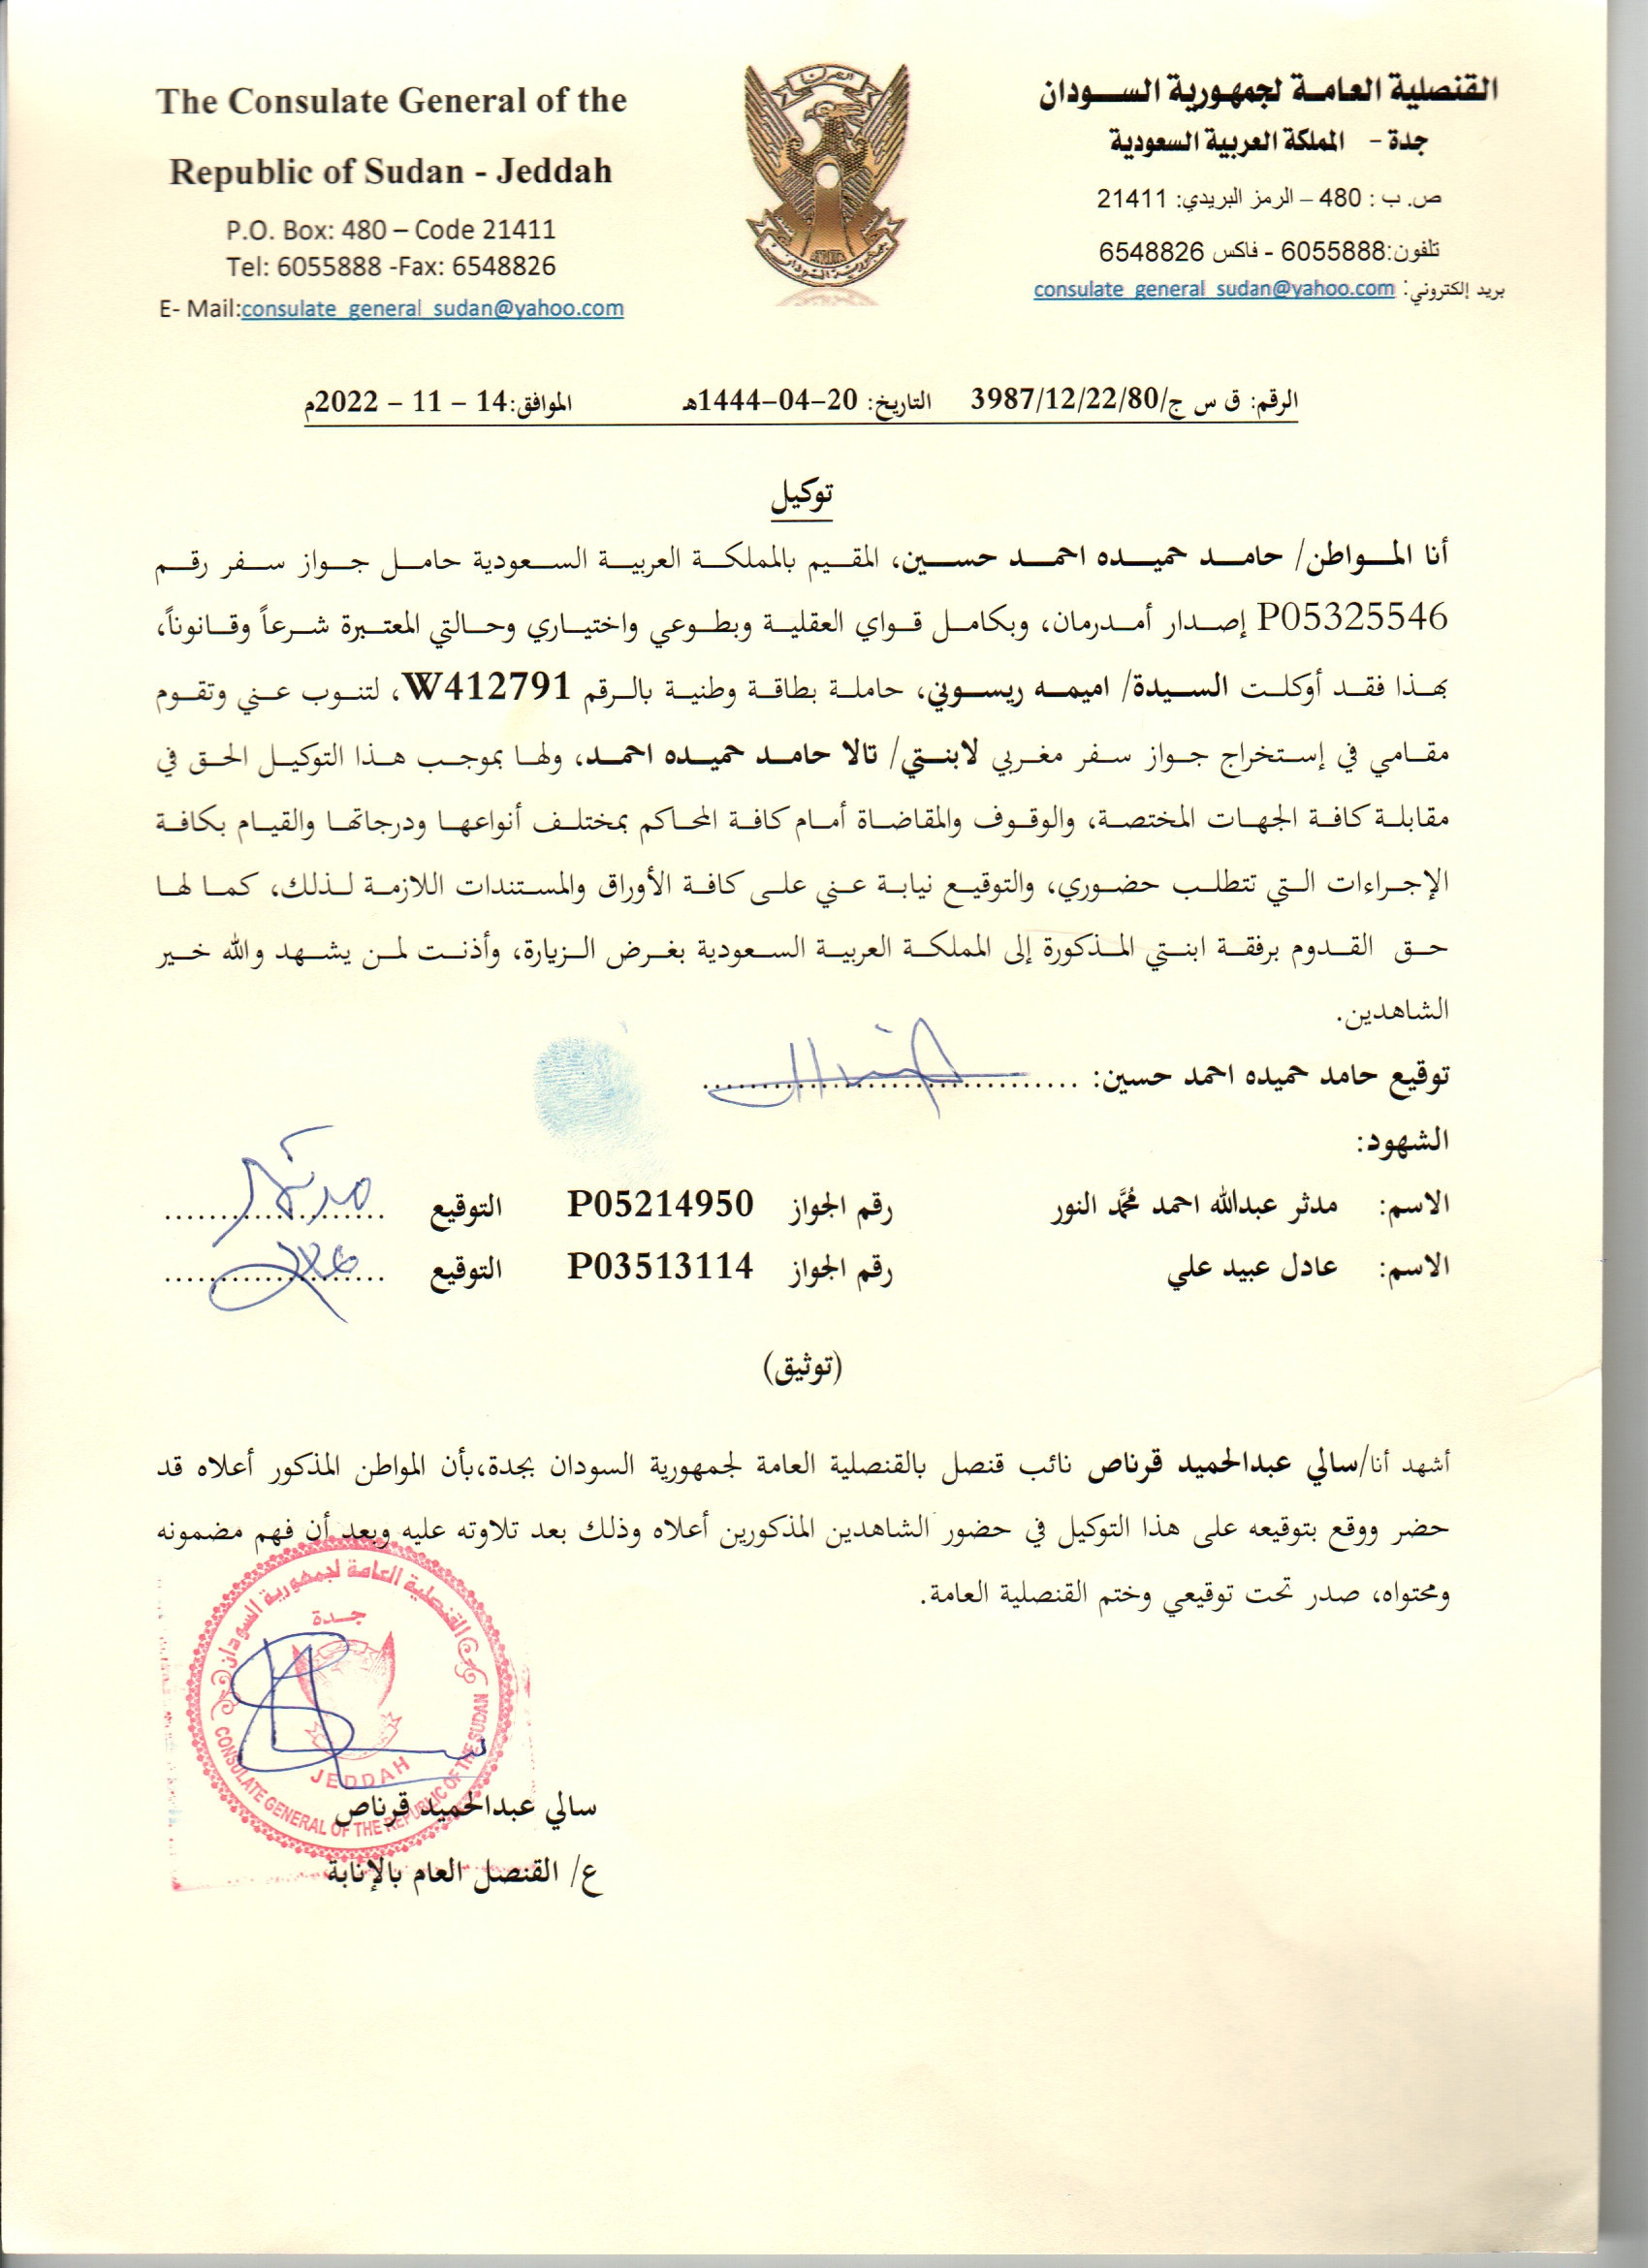 The Consulate General of the
Republic of Sudan - Jeddah
P.O. Box: 480 – Code 21411
Tel: 6055888 -Fax: 6548826
E- Mail:consulate_general_sudan@yahoo.com
القنصلية العامة لجمهورية السودان
جدة - المملكة العربية السعودية
ص. ب : 480 – الرمز البريدي: 21411
تلفون:6055888 - فاكس 6548826
بريد إلكتروني: consulate_general_sudan@yahoo.com
جمهورية السودان
الرقم: ق س ج/3987/12/22/80 التاريخ: 20-04-1444هـ الموافق:14 - 11 - 2022م
توكيل
أنا المواطن/ حامد حميده احمد حسين، المقيم بالمملكة العربية السعودية حامل جواز سفر رقم
P05325546 إصدار أمدرمان، وبكامل قواي العقلية وبطوعي واختياري وحالتي المعتبرة شرعاً وقانوناً،
بهذا فقد أوكلت السيدة/ اميمه ريسوني، حاملة بطاقة وطنية بالرقم W412791، لتنوب عني وتقوم
مقامي في إستخراج جواز سفر مغربي لابنتي/ تالا حامد حميده احمد، ولها بموجب هذا التوكيل الحق في
مقابلة كافة الجهات المختصة، والوقوف والمقاضاة أمام كافة المحاكم بمختلف أنواعها ودرجاتها والقيام بكافة
الإجراءات التي تتطلب حضوري، والتوقيع نيابة عني على كافة الأوراق والمستندات اللازمة لذلك، كما لها
حق القدوم برفقة ابنتي المذكورة إلى المملكة العربية السعودية بغرض الزيارة، وأذنت لمن يشهد والله خير
الشاهدين.
توقيع حامد حميده احمد حسين: ................................
الشهود:
الاسم: مدثر عبدالله احمد محمّد النور رقم الجواز P05214950 التوقيع ......................
الاسم: عادل عبيد علي رقم الجواز P03513114 التوقيع ......................
(توثيق)
أشهد أنا/سالي عبدالحميد قرناص نائب قنصل بالقنصلية العامة لجمهورية السودان بجدة،بأن المواطن المذكور أعلاه قد
حضر ووقع بتوقيعه على هذا التوكيل في حضور الشاهدين المذكورين أعلاه وذلك بعد تلاوته عليه وبعد أن فهم مضمونه
ومحتواه، صدر تحت توقيعي وختم القنصلية العامة.
القنصلية العامة لجمهورية السودان
جدة
JEDDAH
CONSULATE GENERAL OF THE REPUBLIC OF THE SUDAN
سالي عبدالحميد قرناص
ع/ القنصل العام بالإنابة